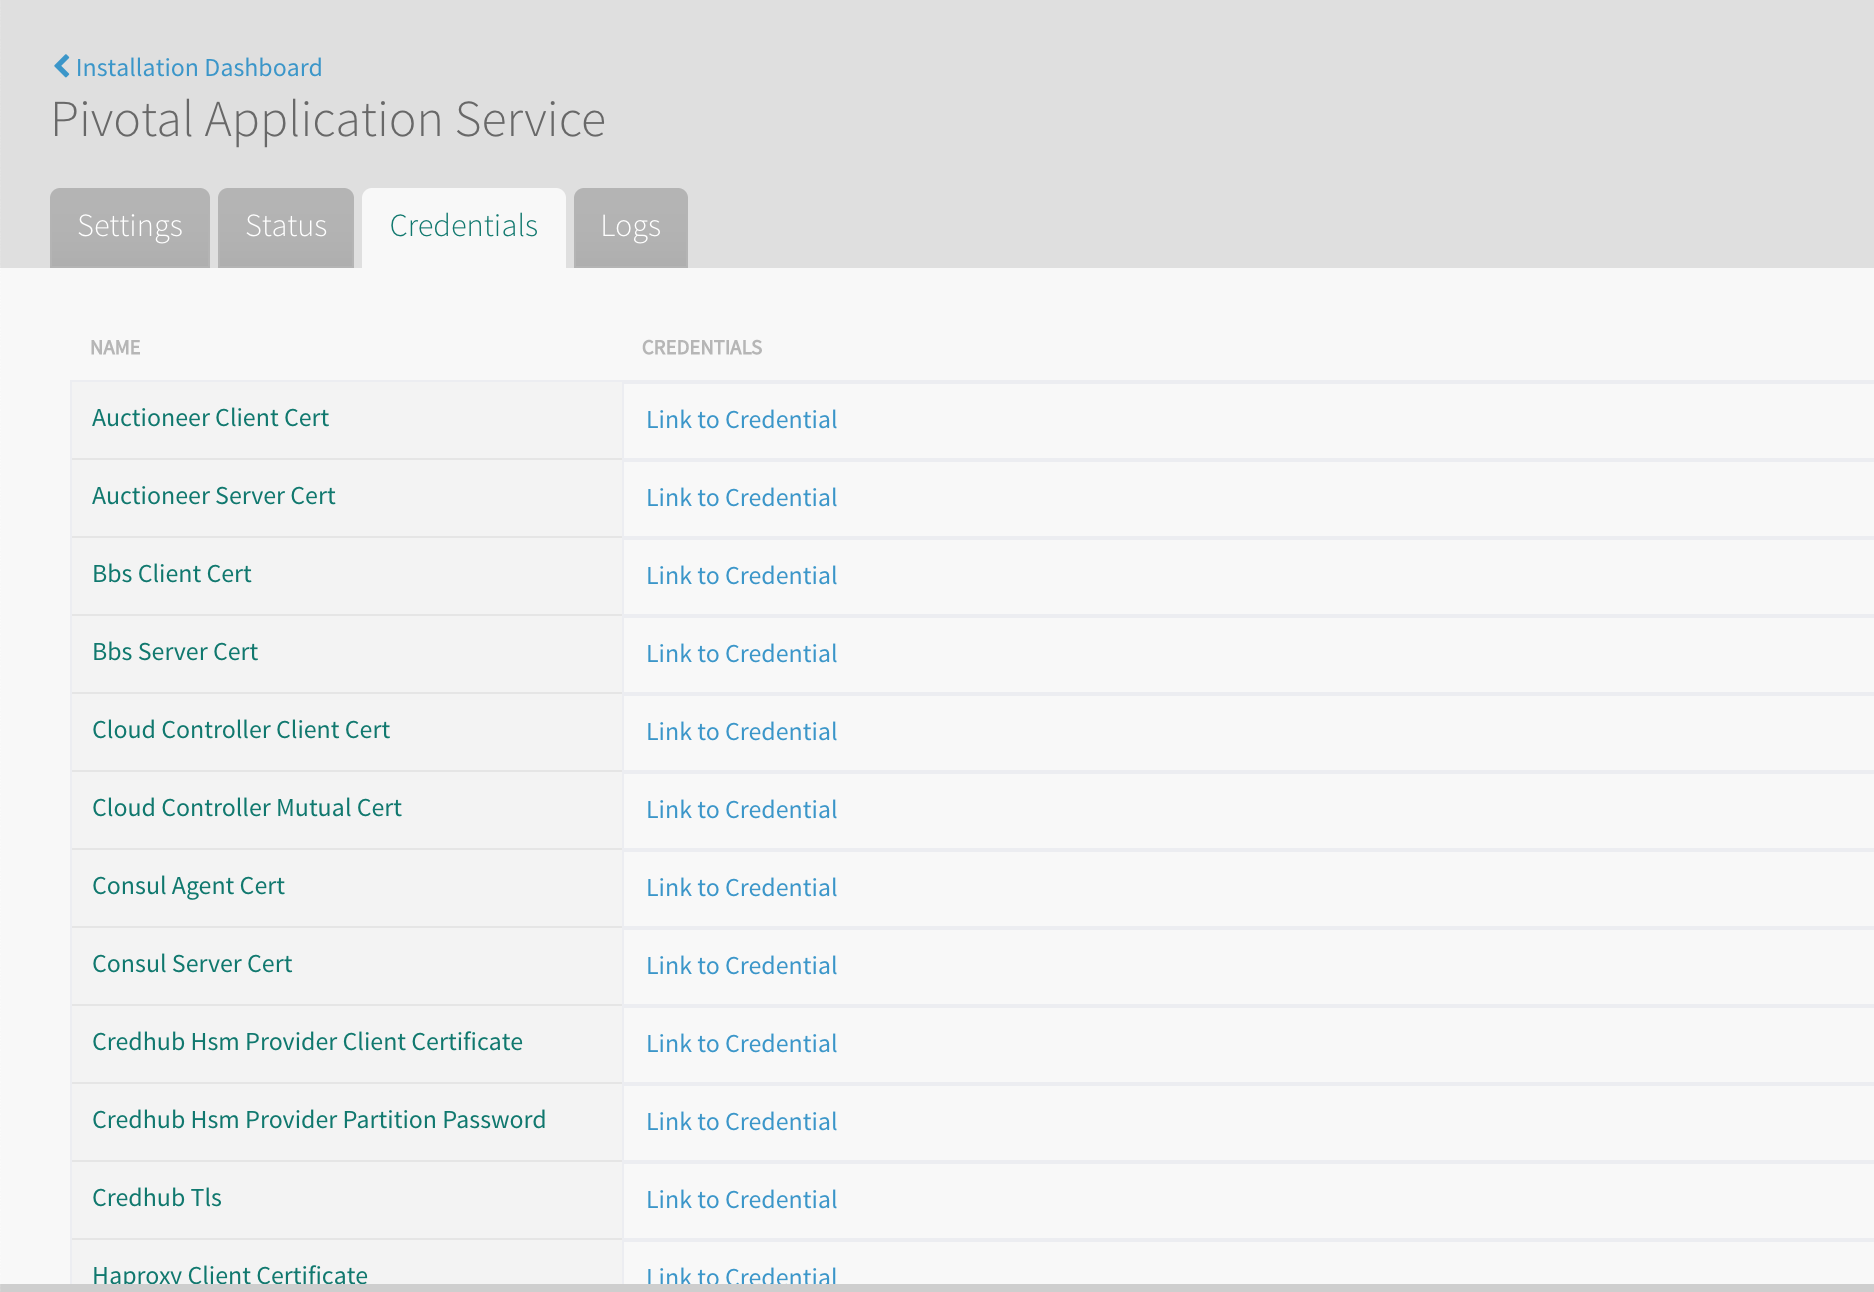 Installation Dashboard
Pivotal Application Service
Settings Status Credentials Logs
NAME CREDENTIALS
Auctioneer Client Cert Link to Credential
Auctioneer Server Cert Link to Credential
Bbs Client Cert Link to Credential
Bbs Server Cert Link to Credential
Cloud Controller Client Cert Link to Credential
Cloud Controller Mutual Cert Link to Credential
Consul Agent Cert Link to Credential
Consul Server Cert Link to Credential
Credhub Hsm Provider Client Certificate Link to Credential
Credhub Hsm Provider Partition Password Link to Credential
Credhub Tls Link to Credential
Haproxy Client Certificate Link to Credential